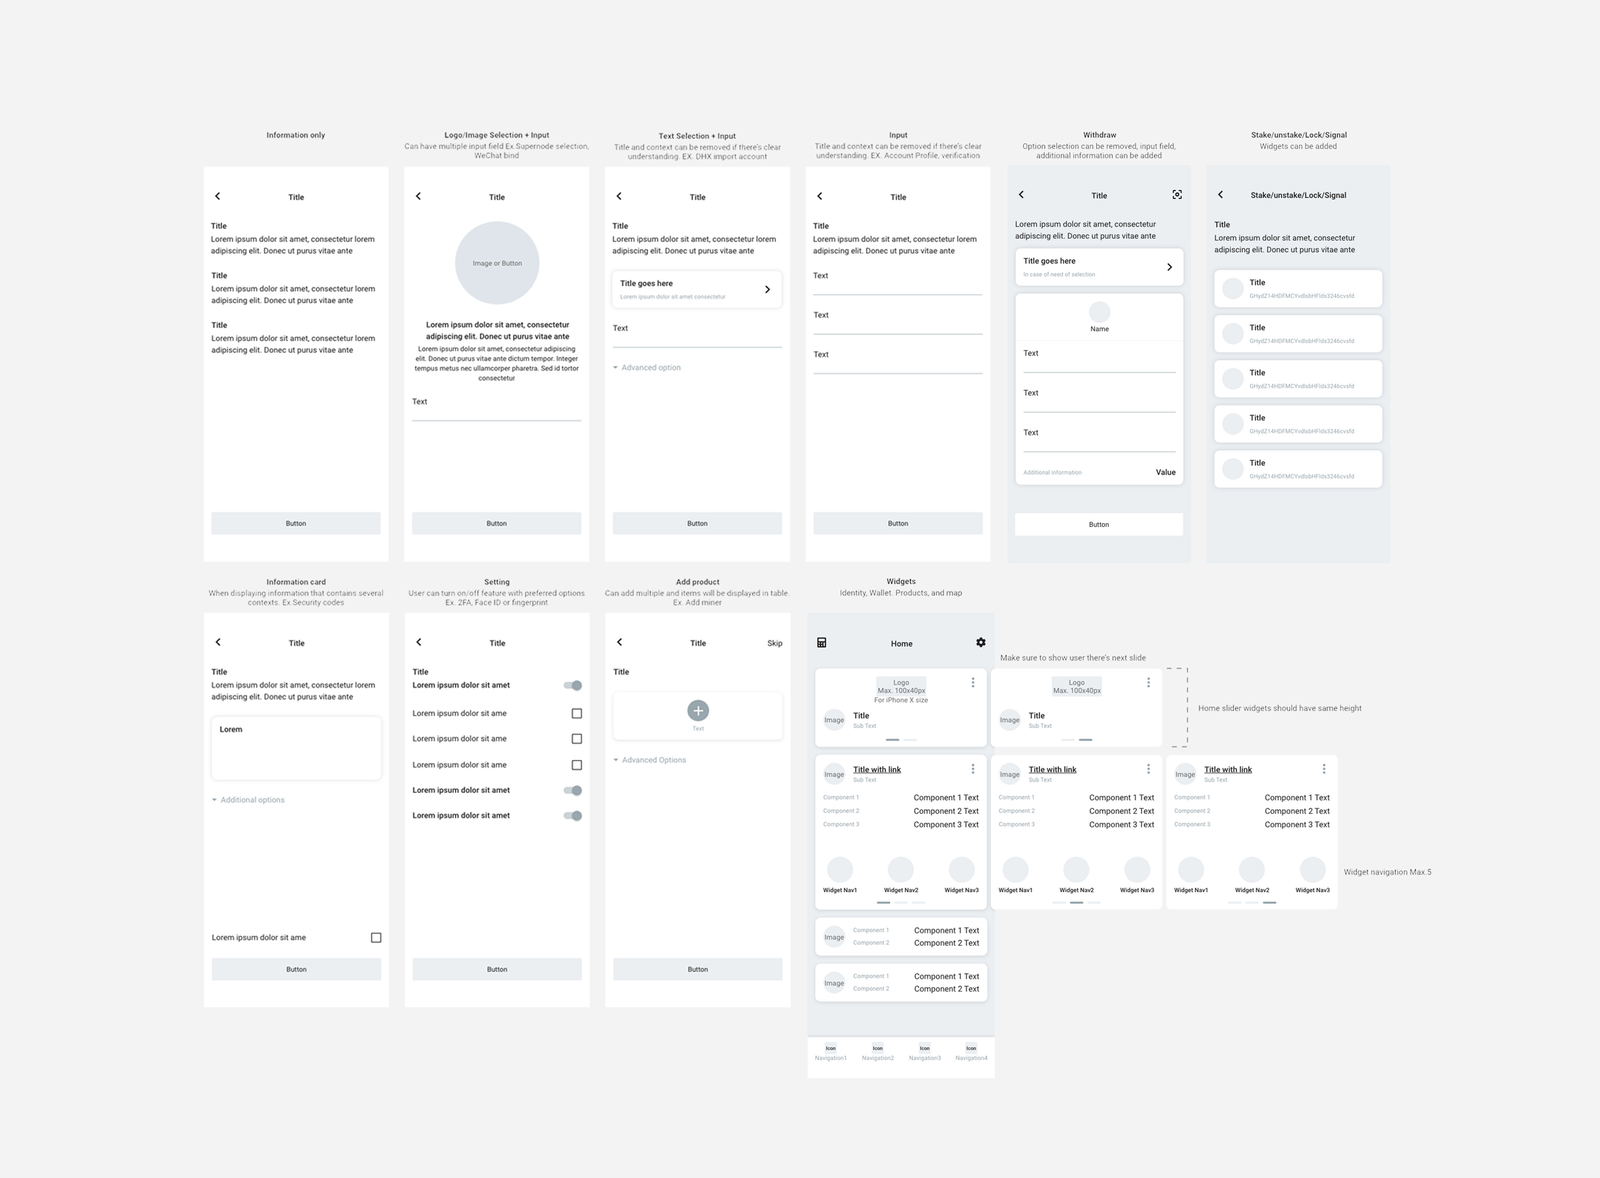 Information only
Title
Title
Lorem ipsum dolor sit amet, consectetur lorem
adipiscing elit. Donec ut purus vitae ante
Title
Lorem ipsum dolor sit amet, consectetur lorem
adipiscing elit. Donec ut purus vitae ante
Title
Lorem ipsum dolor sit amet, consectetur lorem
adipiscing elit. Donec ut purus vitae ante
Button
Logo/Image Selection + Input
Can have multiple input field Ex.Supernode selection,
WeChat bind
Title
Image or Button
Lorem ipsum dolor sit amet, consectetur
adipiscing elit. Donec ut purus vitae ante
Lorem ipsum dolor sit amet, consectetur adipiscing
elit. Donec ut purus vitae ante dictum tempor. Integer
tempus metus nec ullamcorper pharetra. Sed id tortor
consectetur
Text
Button
Text Selection + Input
Title and context can be removed if there's clear
understanding. EX. DHX import account
Title
Title
Lorem ipsum dolor sit amet, consectetur lorem
adipiscing elit. Donec ut purus vitae ante
Title goes here
Lorem ipsum dolor sit amet consectetur
Text
Advanced option
Button
Input
Title and context can be removed if there's clear
understanding. EX. Account Profile, verification
Title
Title
Lorem ipsum dolor sit amet, consectetur lorem
adipiscing elit. Donec ut purus vitae ante
Text
Text
Text
Button
Withdraw
Option selection can be removed, input field,
additional information can be added
Title
Lorem ipsum dolor sit amet, consectetur
adipiscing elit. Donec ut purus vitae ante
Title goes here
In case of need of selection
Name
Text
Text
Text
Additional information Value
Button
Stake/unstake/Lock/Signal
Widgets can be added
Stake/unstake/Lock/Signal
Title
Lorem ipsum dolor sit amet, consectetur
adipiscing elit. Donec ut purus vitae ante
Title
Title
Title
Title
Title
Information card
When displaying information that contains several
contexts. Ex Security codes
Title
Title
Lorem ipsum dolor sit amet, consectetur lorem
adipiscing elit. Donec ut purus vitae ante
Lorem
Additional options
Lorem ipsum dolor sit ame
Button
Setting
User can turn on/off feature with preferred options
Ex. 2FA, Face ID or fingerprint
Title
Title
Lorem ipsum dolor sit amet
Lorem ipsum dolor sit ame
Lorem ipsum dolor sit ame
Lorem ipsum dolor sit ame
Lorem ipsum dolor sit amet
Lorem ipsum dolor sit amet
Button
Add product
Can add multiple and items will be displayed in table.
Ex. Add miner
Title Skip
Title
Text
Advanced Options
Button
Widgets
Identity, Wallet. Products, and map
Home
Make sure to show user there's next slide
Logo
Max. 100x40px
For iPhone X size
Image
Title
Sub Text
Logo
Max. 100x40px
Image
Title
Sub Text
Home slider widgets should have same height
Image
Title with link
Sub Text
Component 1 Component 1 Text
Component 2 Component 2 Text
Component 3 Component 3 Text
Widget Nav1 Widget Nav2 Widget Nav3
Image
Title with link
Sub Text
Component 1 Component 1 Text
Component 2 Component 2 Text
Component 3 Component 3 Text
Widget Nav1 Widget Nav2 Widget Nav3
Image
Title with link
Sub Text
Component 1 Component 1 Text
Component 2 Component 2 Text
Component 3 Component 3 Text
Widget Nav1 Widget Nav2 Widget Nav3
Widget navigation Max.5
Image
Component 1 Component 1 Text
Component 2 Component 2 Text
Image
Component 1 Component 1 Text
Component 2 Component 2 Text
Icon Icon Icon Icon
Navigation1 Navigation2 Navigation3 Navigation4